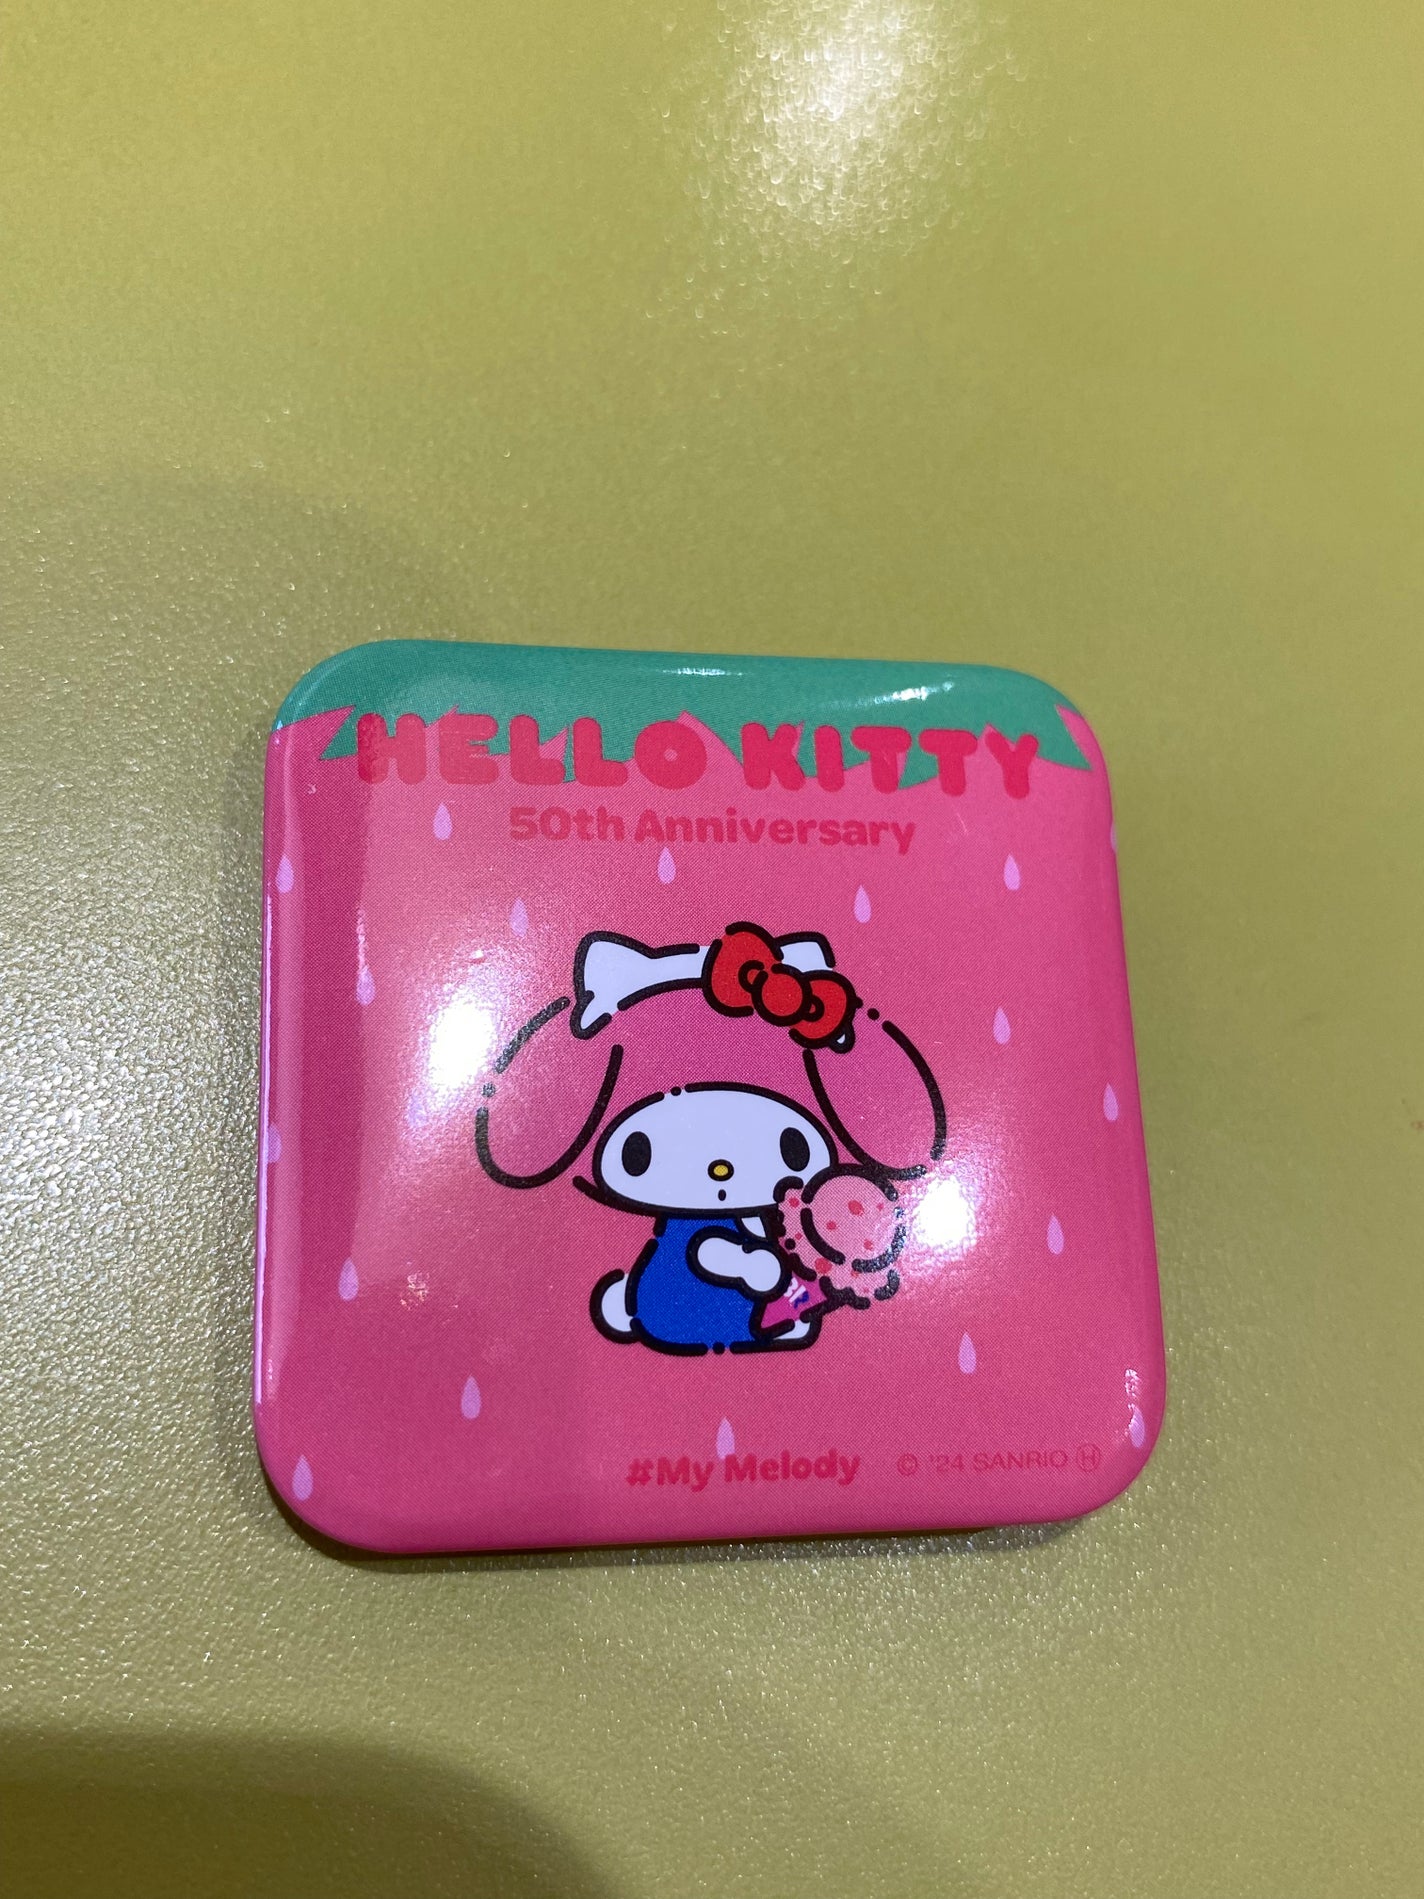 HELLO KITTY
50th Anniversary
#My Melody © '24 SANRIO Ⓗ